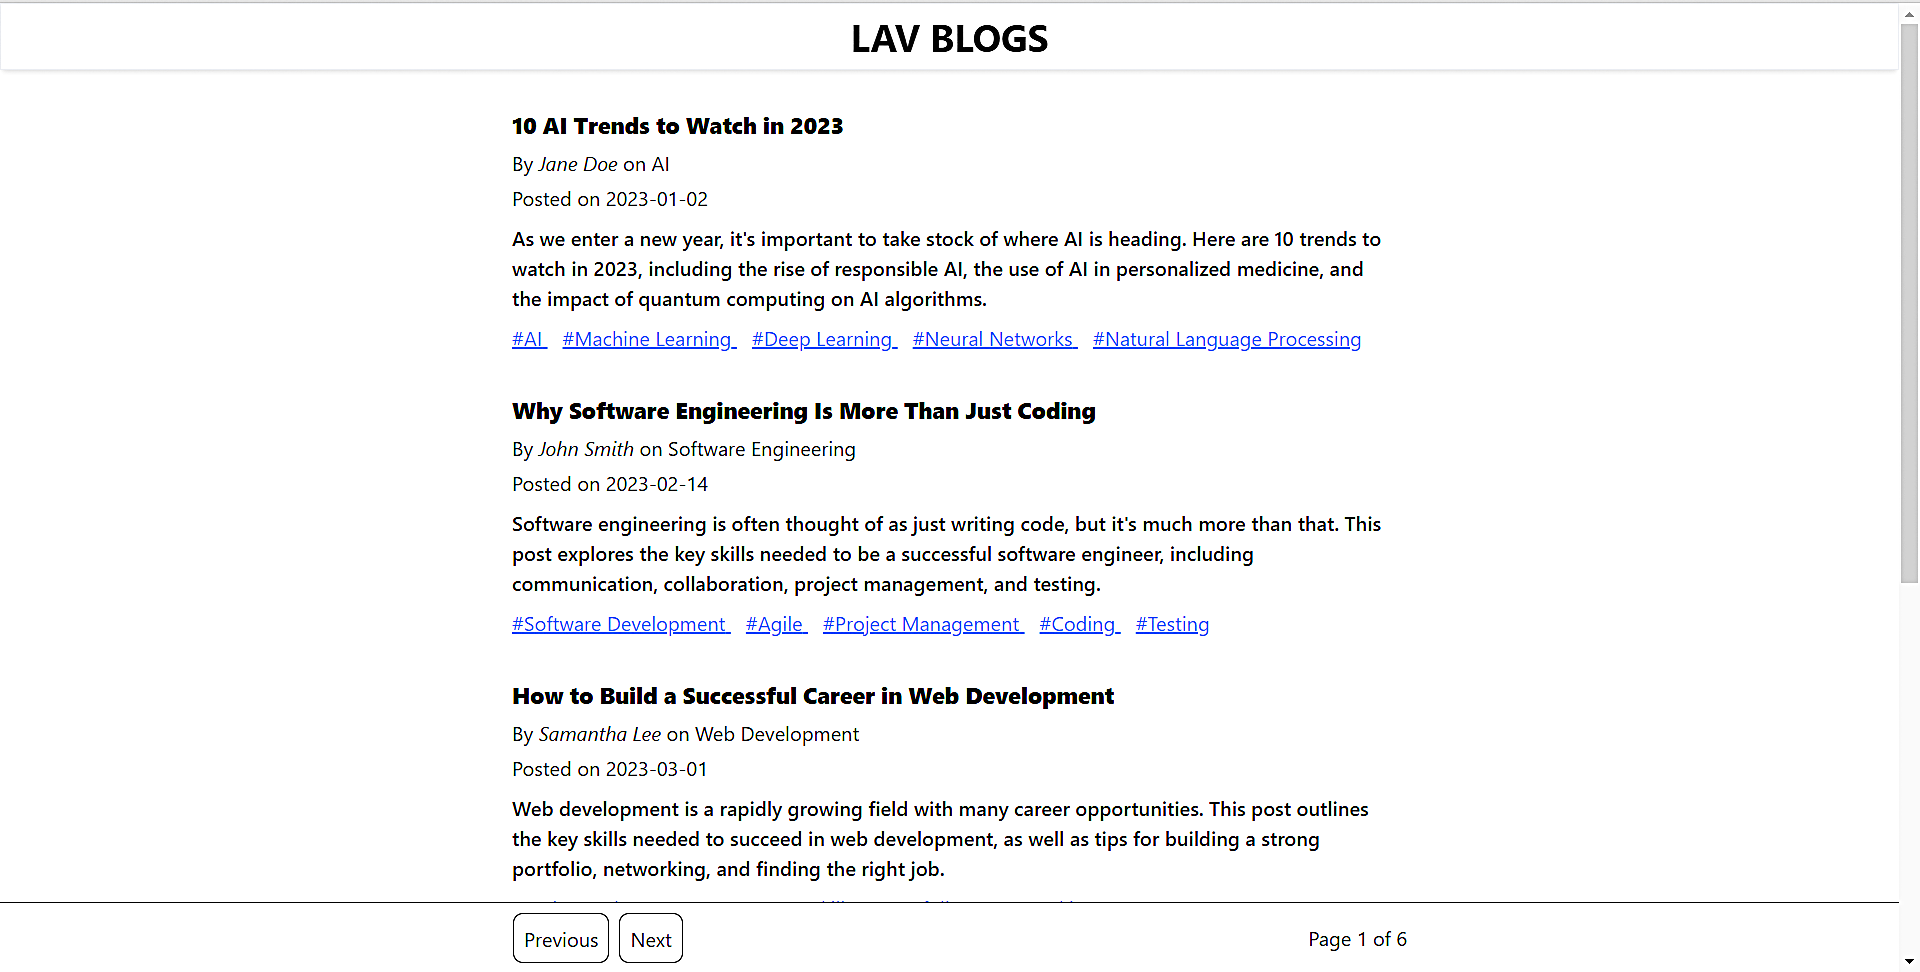 LAV BLOGS
10 AI Trends to Watch in 2023
By Jane Doe on AI
Posted on 2023-01-02
As we enter a new year, it's important to take stock of where AI is heading. Here are 10 trends to
watch in 2023, including the rise of responsible AI, the use of AI in personalized medicine, and
the impact of quantum computing on AI algorithms.
#AI #Machine Learning #Deep Learning #Neural Networks #Natural Language Processing
Why Software Engineering Is More Than Just Coding
By John Smith on Software Engineering
Posted on 2023-02-14
Software engineering is often thought of as just writing code, but it's much more than that. This
post explores the key skills needed to be a successful software engineer, including
communication, collaboration, project management, and testing.
#Software Development #Agile #Project Management #Coding #Testing
How to Build a Successful Career in Web Development
By Samantha Lee on Web Development
Posted on 2023-03-01
Web development is a rapidly growing field with many career opportunities. This post outlines
the key skills needed to succeed in web development, as well as tips for building a strong
portfolio, networking, and finding the right job.
Previous Next Page 1 of 6